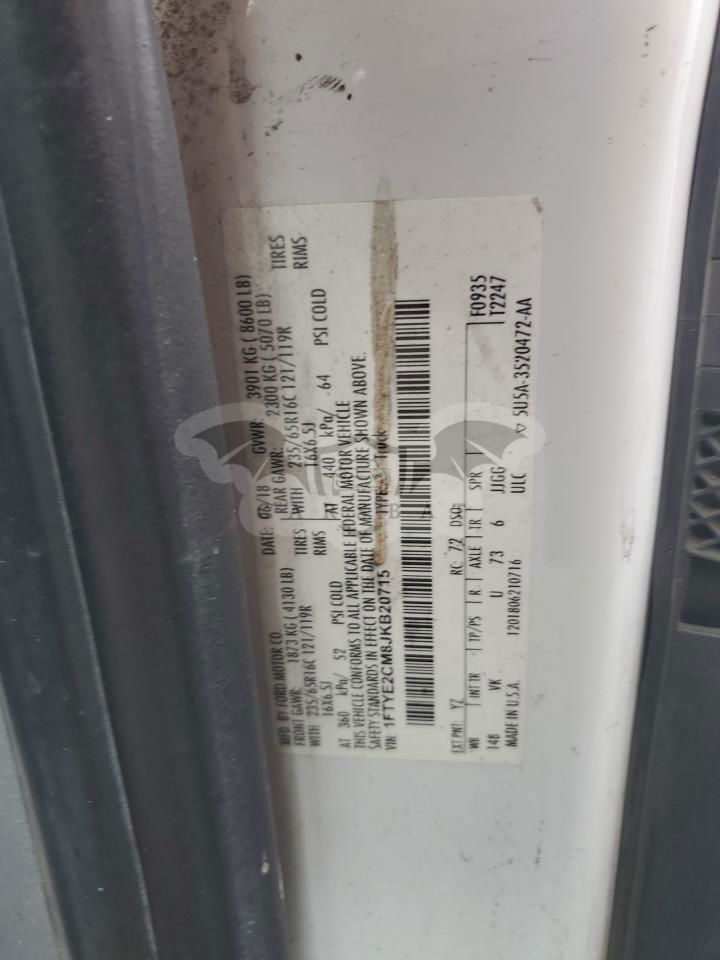 MFD. BY FORD MOTOR CO.
DATE: 06/18 GVWR: 3901 KG ( 8600 LB)
FRONT GAWR: 1873 KG ( 4130 LB) REAR GAWR: 2300 KG ( 5070 LB)
WITH 235/65R16C 121/119R TIRES WITH 235/65R16C 121/119R TIRES
16X6.5J RIMS 16X6.5J RIMS
AT 360 kPa/ 52 PSI COLD AT 440 kPa/ 64 PSI COLD
THIS VEHICLE CONFORMS TO ALL APPLICABLE FEDERAL MOTOR VEHICLE
SAFETY STANDARDS IN EFFECT ON THE DATE OF MANUFACTURE SHOWN ABOVE.
VIN: 1FTYE2CM8JKB20715 TYPE: Truck
EXT PNT: YZ RC: 72 DSO: F0935
WB INT TR TP/PS R AXLE TR SPR T2247
148 VK U 73 6 JJGG
MADE IN U.S.A. 1201806210716 ULC 5U5A-3520472-AA